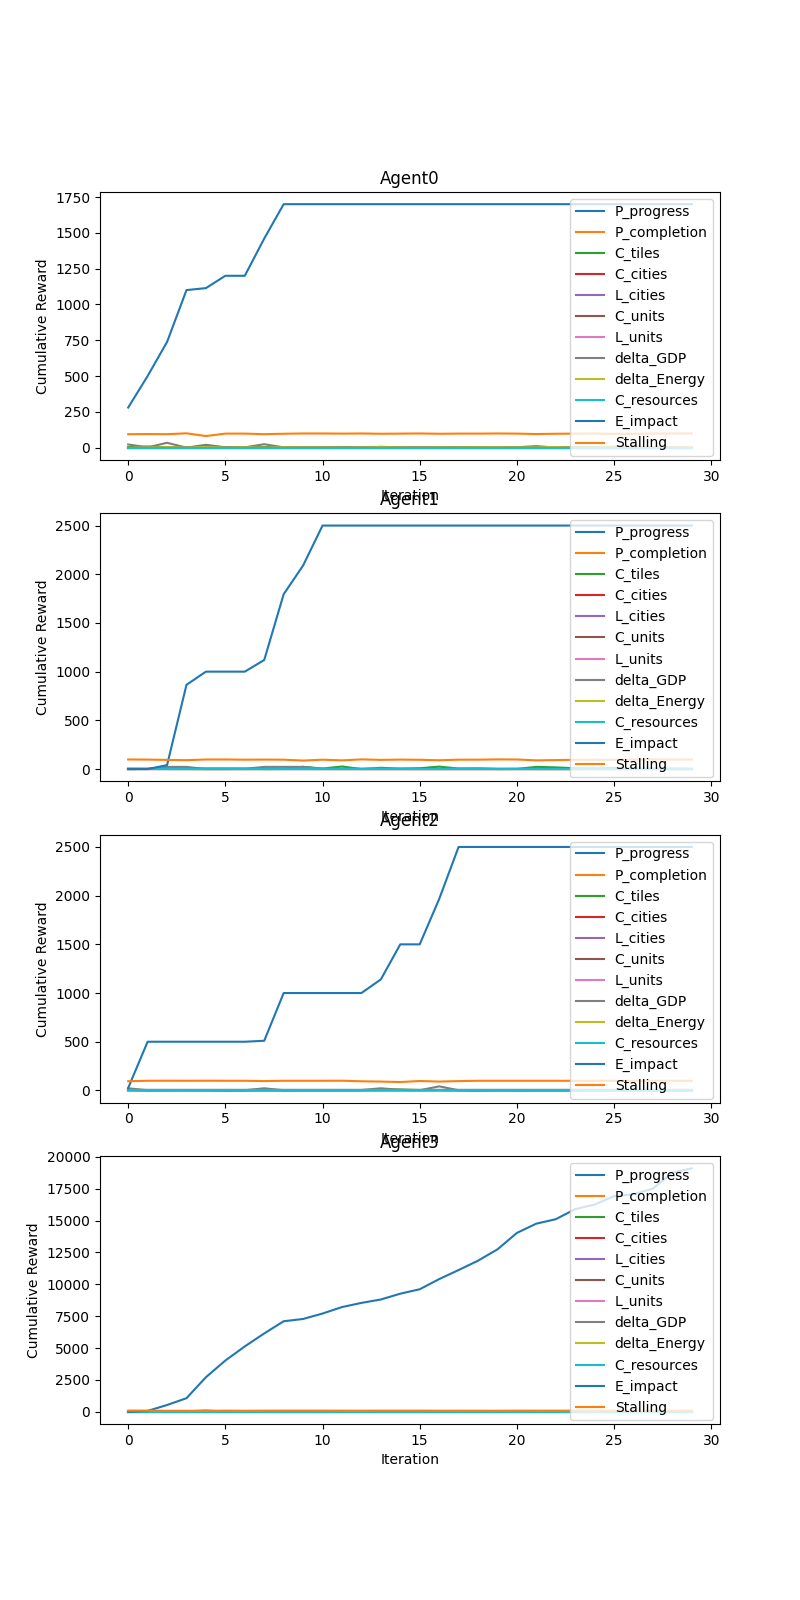 Agent0
Cumulative Reward
1750
1500
1250
1000
750
500
250
0
P_progress
P_completion
C_tiles
C_cities
L_cities
C_units
L_units
delta_GDP
delta_Energy
C_resources
E_impact
Stalling
0 5 10 15 20 25 30
Iteration
Agent1
Cumulative Reward
2500
2000
1500
1000
500
0
P_progress
P_completion
C_tiles
C_cities
L_cities
C_units
L_units
delta_GDP
delta_Energy
C_resources
E_impact
Stalling
0 5 10 15 20 25 30
Iteration
Agent2
Cumulative Reward
2500
2000
1500
1000
500
0
P_progress
P_completion
C_tiles
C_cities
L_cities
C_units
L_units
delta_GDP
delta_Energy
C_resources
E_impact
Stalling
0 5 10 15 20 25 30
Iteration
Agent3
Cumulative Reward
20000
17500
15000
12500
10000
7500
5000
2500
0
P_progress
P_completion
C_tiles
C_cities
L_cities
C_units
L_units
delta_GDP
delta_Energy
C_resources
E_impact
Stalling
0 5 10 15 20 25 30
Iteration